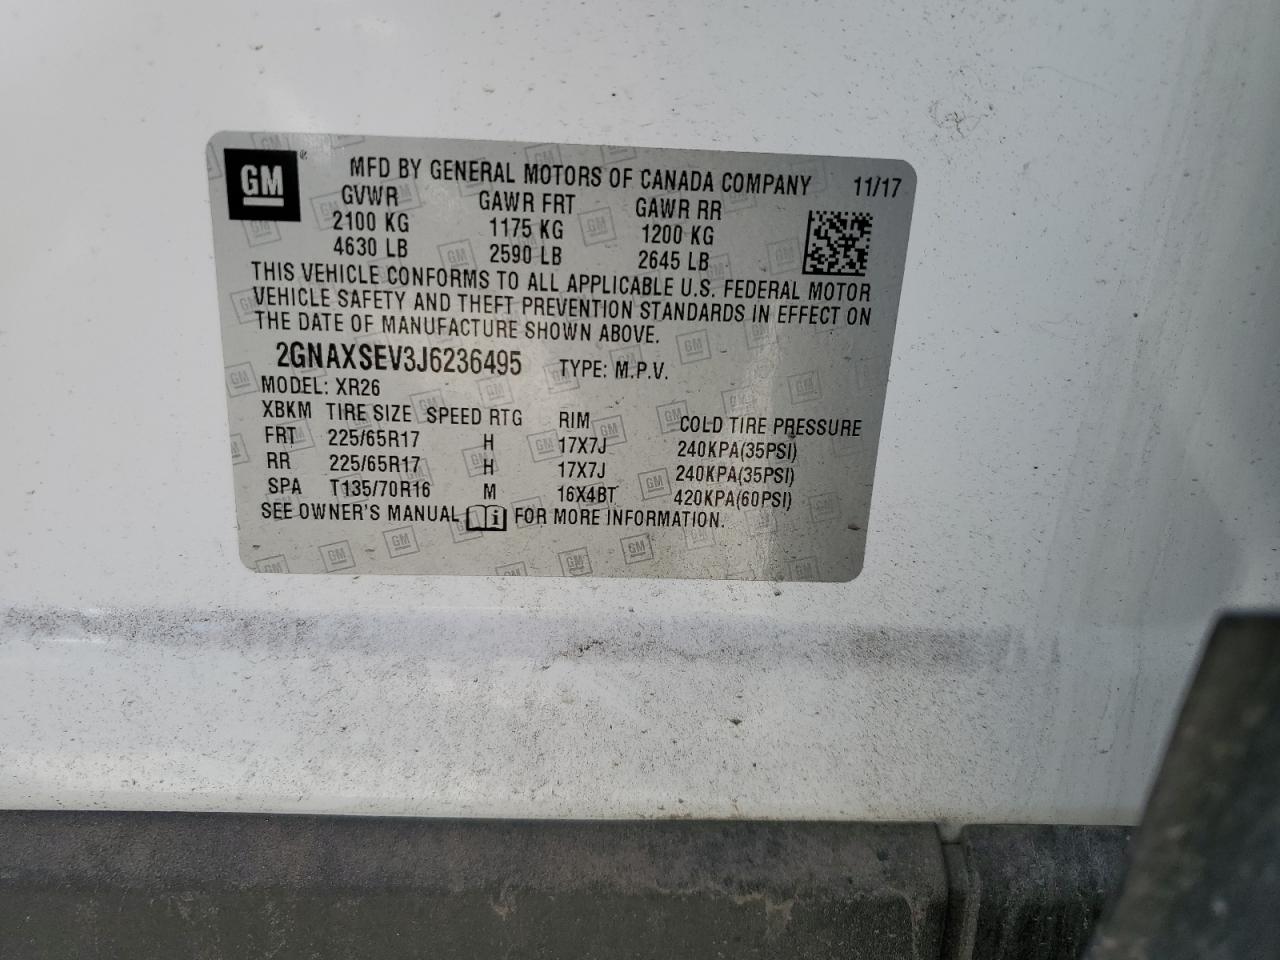 GM® MFD BY GENERAL MOTORS OF CANADA COMPANY 11/17
GVWR GAWR FRT GAWR RR
2100 KG 1175 KG 1200 KG
4630 LB 2590 LB 2645 LB
THIS VEHICLE CONFORMS TO ALL APPLICABLE U.S. FEDERAL MOTOR
VEHICLE SAFETY AND THEFT PREVENTION STANDARDS IN EFFECT ON
THE DATE OF MANUFACTURE SHOWN ABOVE.
2GNAXSEV3J6236495 TYPE: M.P.V.
MODEL: XR26
XBKM TIRE SIZE SPEED RTG RIM COLD TIRE PRESSURE
FRT 225/65R17 H 17X7J 240KPA(35PSI)
RR 225/65R17 H 17X7J 240KPA(35PSI)
SPA T135/70R16 M 16X4BT 420KPA(60PSI)
SEE OWNER'S MANUAL i FOR MORE INFORMATION.